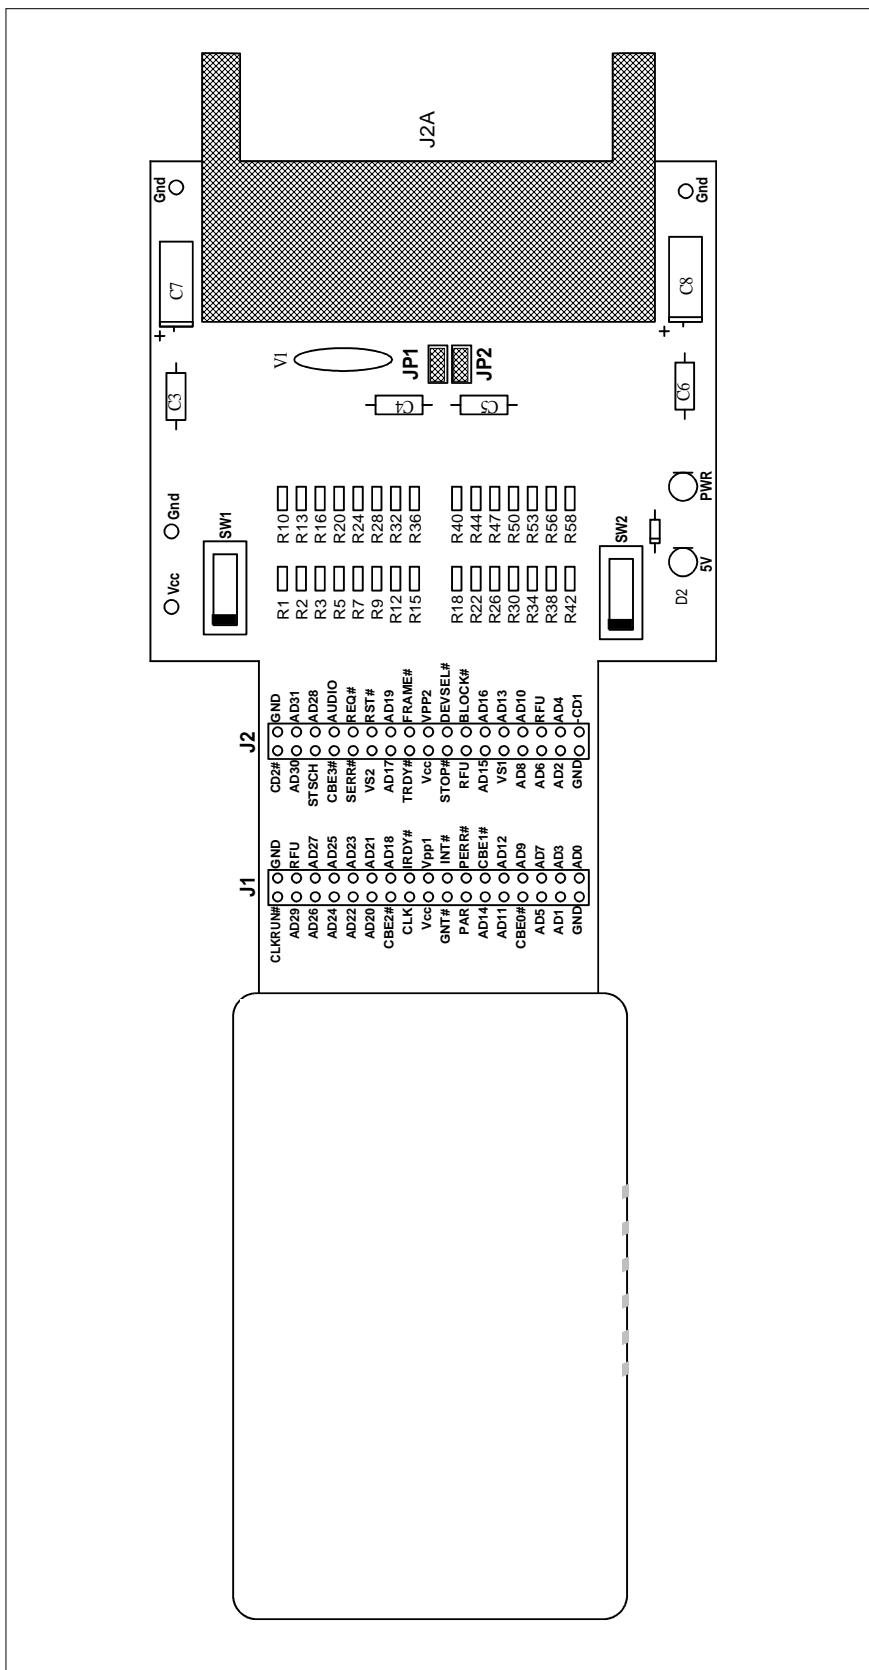 J2A
Gnd
Gnd
C7
C8
+
+
V1
JP1
JP2
C3
C4
C5
C6
Gnd
Vcc
SW1
R10
R13
R16
R20
R24
R28
R32
R36
R40
R44
R47
R50
R53
R56
R58
PWR
SW2
R1
R2
R3
R5
R7
R9
R12
R15
R18
R22
R26
R30
R34
R38
R42
D2
5V
J2
GND
AD31
AD28
AUDIO
REQ#
RST#
AD19
FRAME#
VPP2
DEVSEL#
BLOCK#
AD16
AD13
AD10
RFU
AD4
-CD1
CD2#
AD30
STSCH
CBE3#
SERR#
VS2
AD17
TRDY#
Vcc
STOP#
RFU
AD15
VS1
AD8
AD6
AD2
GND
J1
GND
RFU
AD27
AD25
AD23
AD21
AD18
IRDY#
Vpp1
INT#
PERR#
CBE1#
AD12
AD9
AD7
AD3
AD0
CLKRUN#
AD29
AD26
AD24
AD22
AD20
CBE2#
CLK
Vcc
GNT#
PAR
AD14
AD11
CBE0#
AD5
AD1
GND